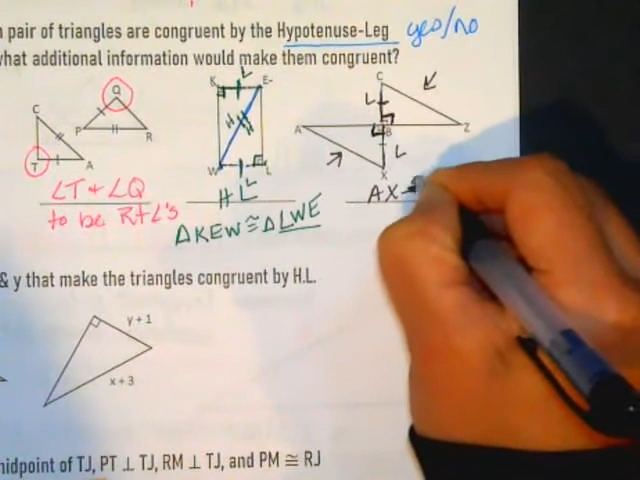 n pair of triangles are congruent by the Hypotenuse-Leg yes/no
what additional information would make them congruent?
Q
C
P
R
T
A
K L E
W L
L
C
L
A B Z
L
X
∠T + ∠Q
to be Rt∠'s
HL
△KEW ≅ △LWE
AX
& y that make the triangles congruent by H.L.
y+1
x+3
midpoint of TJ, PT ⊥ TJ, RM ⊥ TJ, and PM ≅ RJ